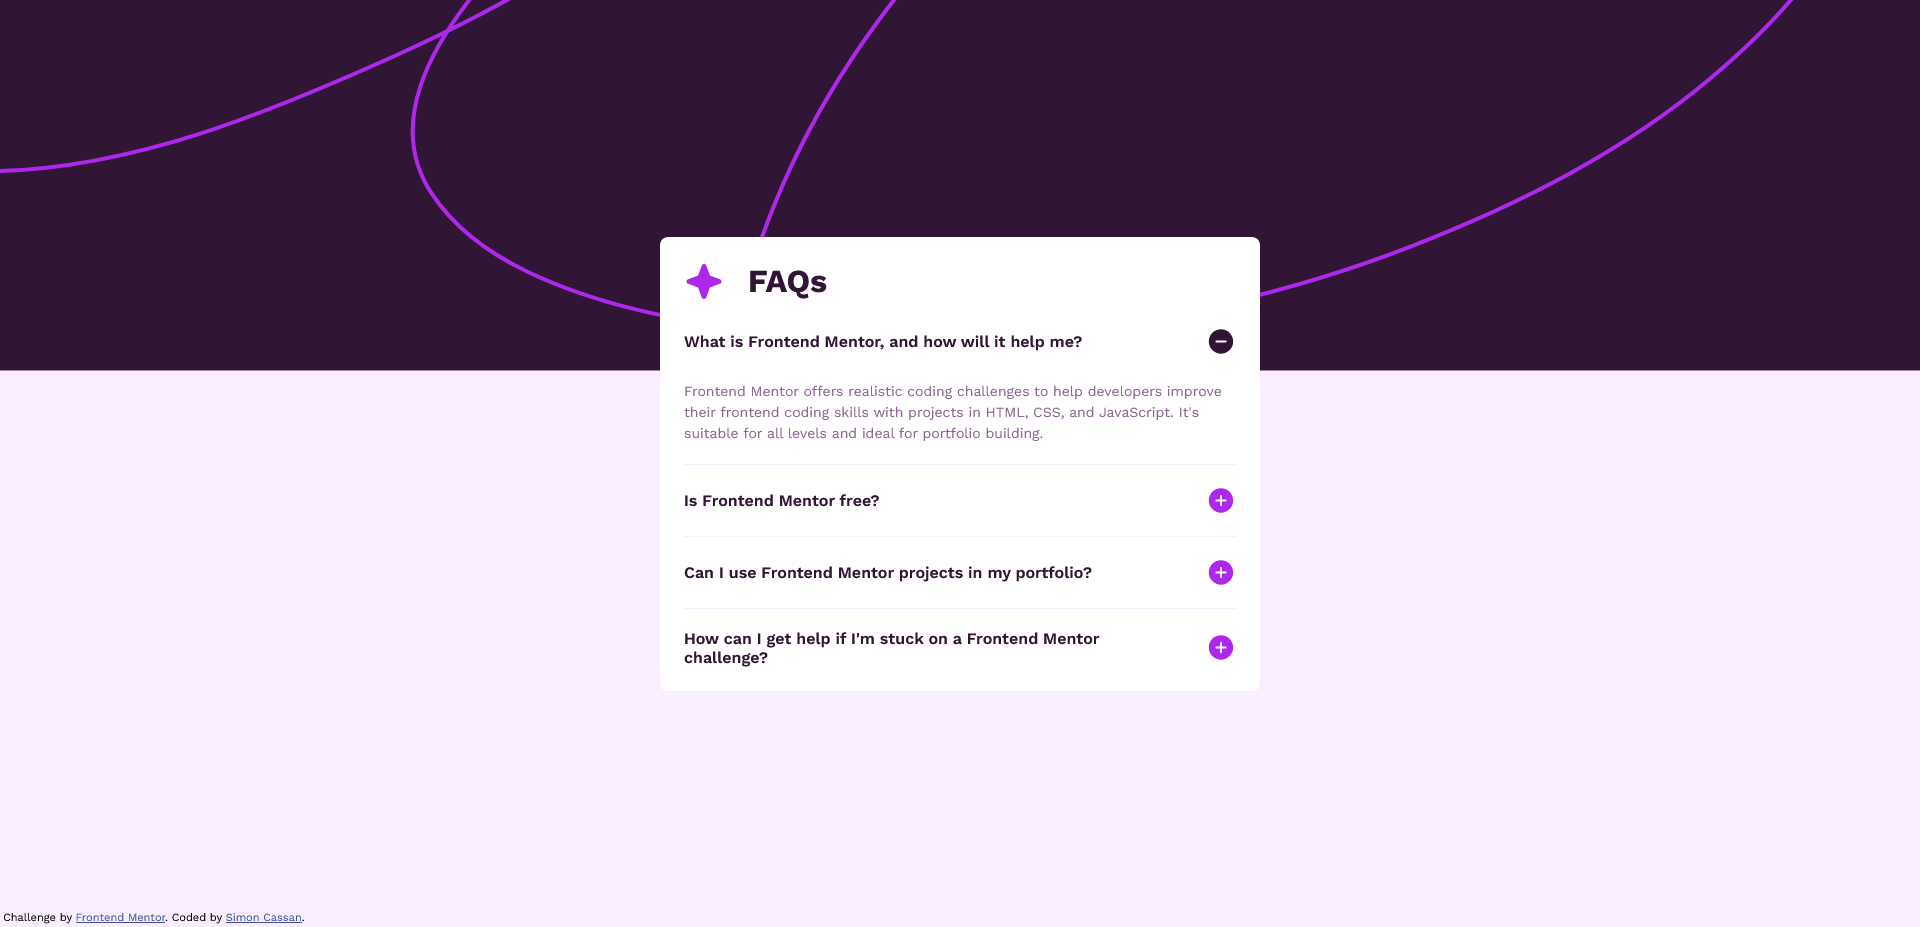 FAQs
What is Frontend Mentor, and how will it help me?
Frontend Mentor offers realistic coding challenges to help developers improve
their frontend coding skills with projects in HTML, CSS, and JavaScript. It's
suitable for all levels and ideal for portfolio building.
Is Frontend Mentor free?
Can I use Frontend Mentor projects in my portfolio?
How can I get help if I'm stuck on a Frontend Mentor
challenge?
Challenge by Frontend Mentor. Coded by Simon Cassan.